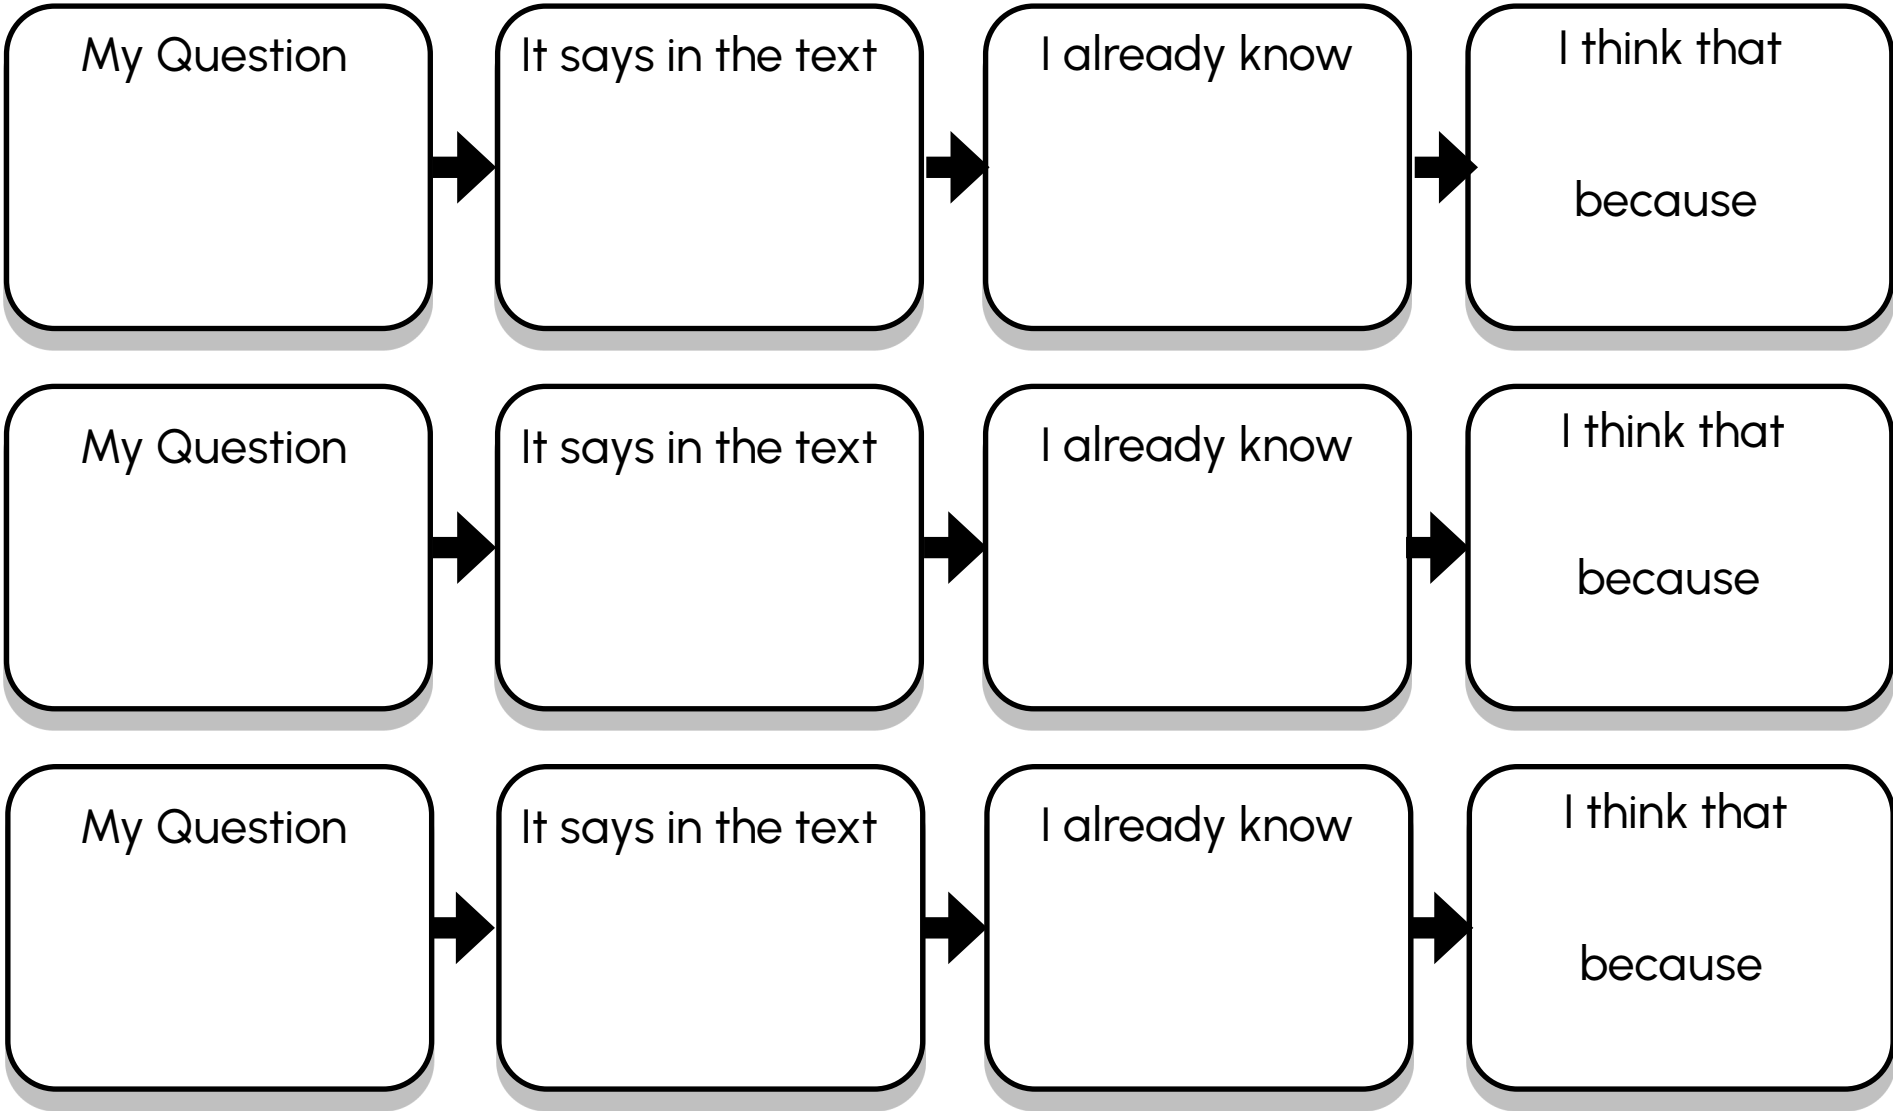 My Question
It says in the text
I already know
I think that
because
My Question
It says in the text
I already know
I think that
because
My Question
It says in the text
I already know
I think that
because